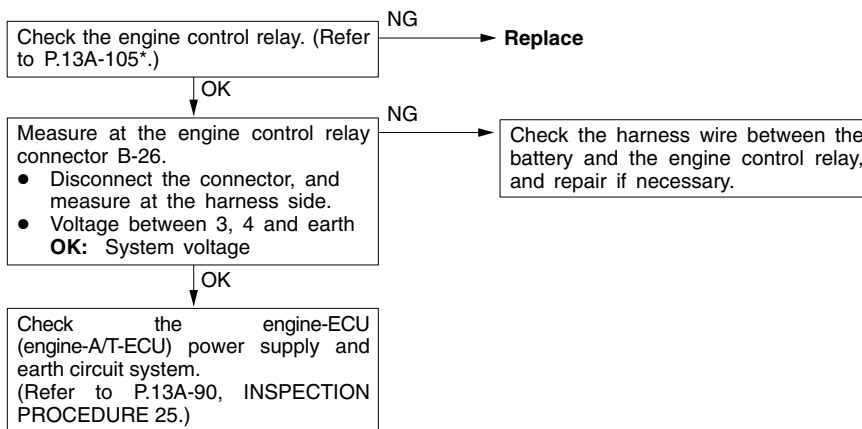 Check the engine control relay. (Refer
to P.13A-105*.)
NG
Replace
OK
Measure at the engine control relay
connector B-26.
● Disconnect the connector, and
measure at the harness side.
● Voltage between 3, 4 and earth
OK: System voltage
NG
Check the harness wire between the
battery and the engine control relay,
and repair if necessary.
OK
Check the engine-ECU
(engine-A/T-ECU) power supply and
earth circuit system.
(Refer to P.13A-90, INSPECTION
PROCEDURE 25.)